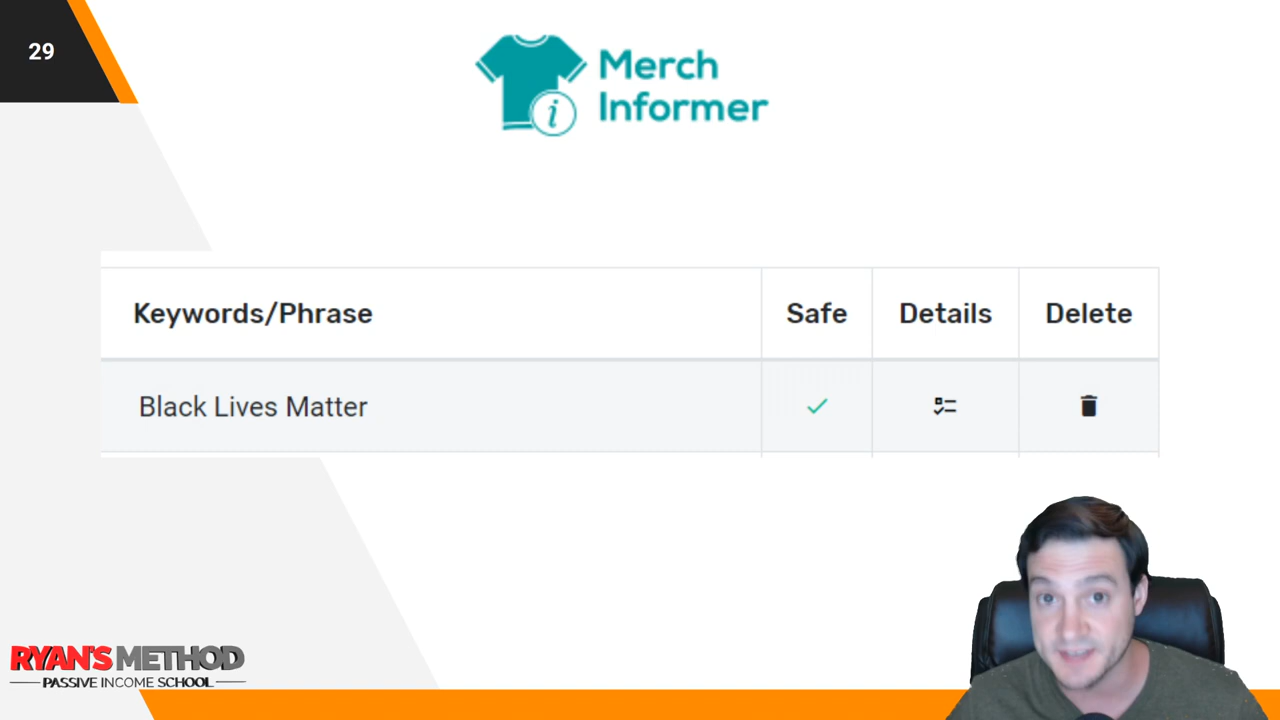 29
Merch
Informer
Keywords/Phrase Safe Details Delete
Black Lives Matter
RYAN'S METHOD
PASSIVE INCOME SCHOOL